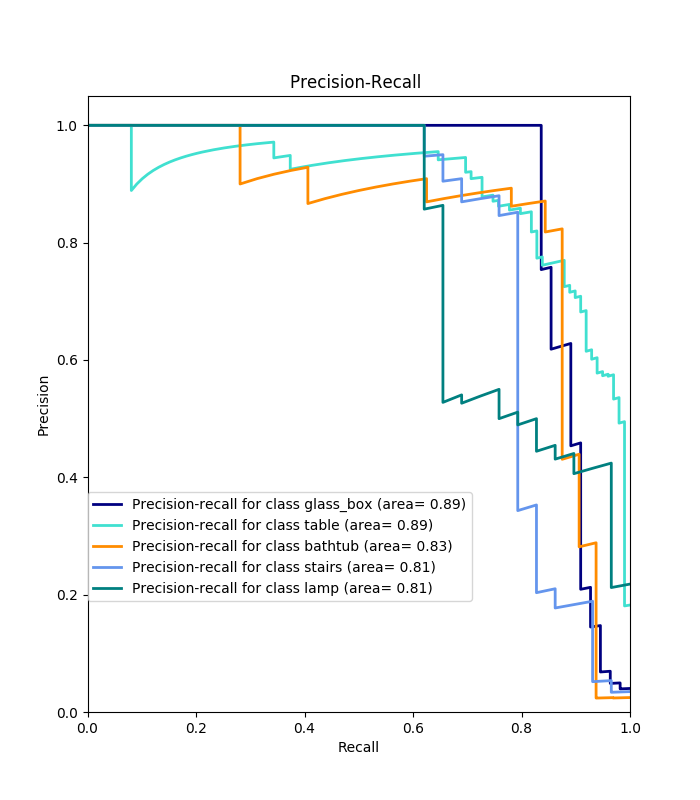 Precision-Recall
1.0
0.8
0.6
0.4
0.2
0.0
Precision
Precision-recall for class glass_box (area= 0.89)
Precision-recall for class table (area= 0.89)
Precision-recall for class bathtub (area= 0.83)
Precision-recall for class stairs (area= 0.81)
Precision-recall for class lamp (area= 0.81)
0.0 0.2 0.4 0.6 0.8 1.0
Recall